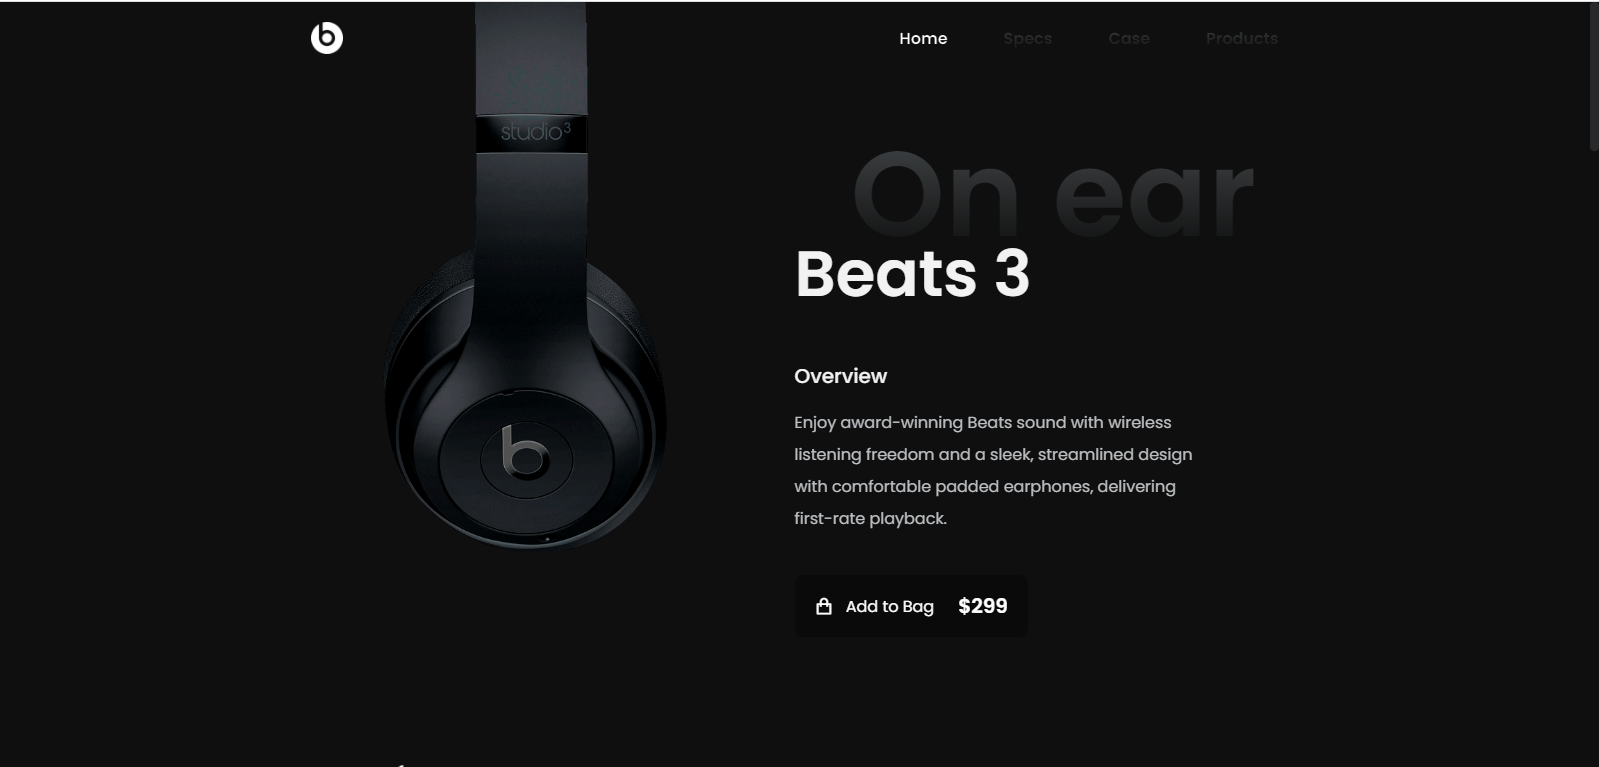 Home Specs Case Products
studio³
On ear
Beats 3
Overview
Enjoy award-winning Beats sound with wireless
listening freedom and a sleek, streamlined design
with comfortable padded earphones, delivering
first-rate playback.
Add to Bag $299